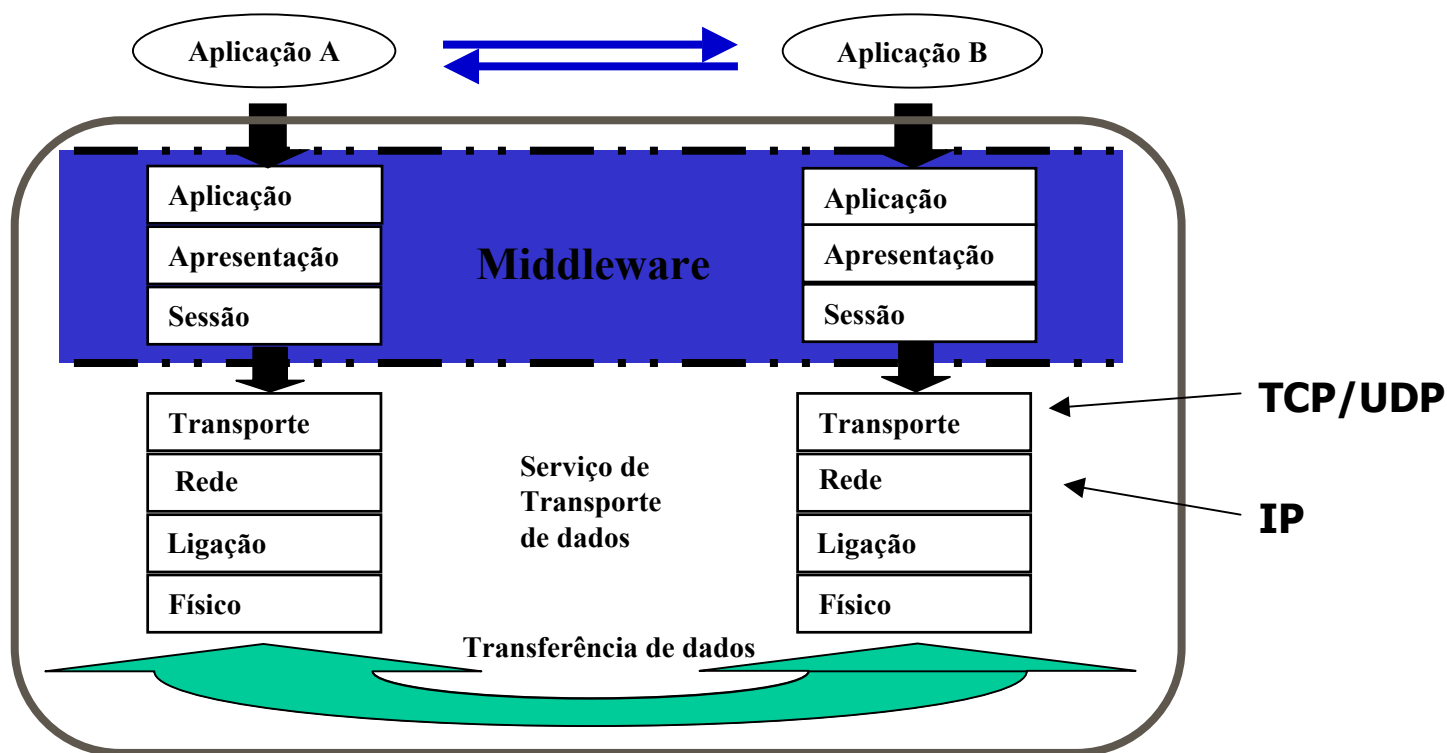 Aplicação A
Aplicação B
Aplicação
Apresentação
Sessão
Middleware
Aplicação
Apresentação
Sessão
Transporte
Rede
Ligação
Físico
Serviço de
Transporte
de dados
Transporte
Rede
Ligação
Físico
TCP/UDP
IP
Transferência de dados